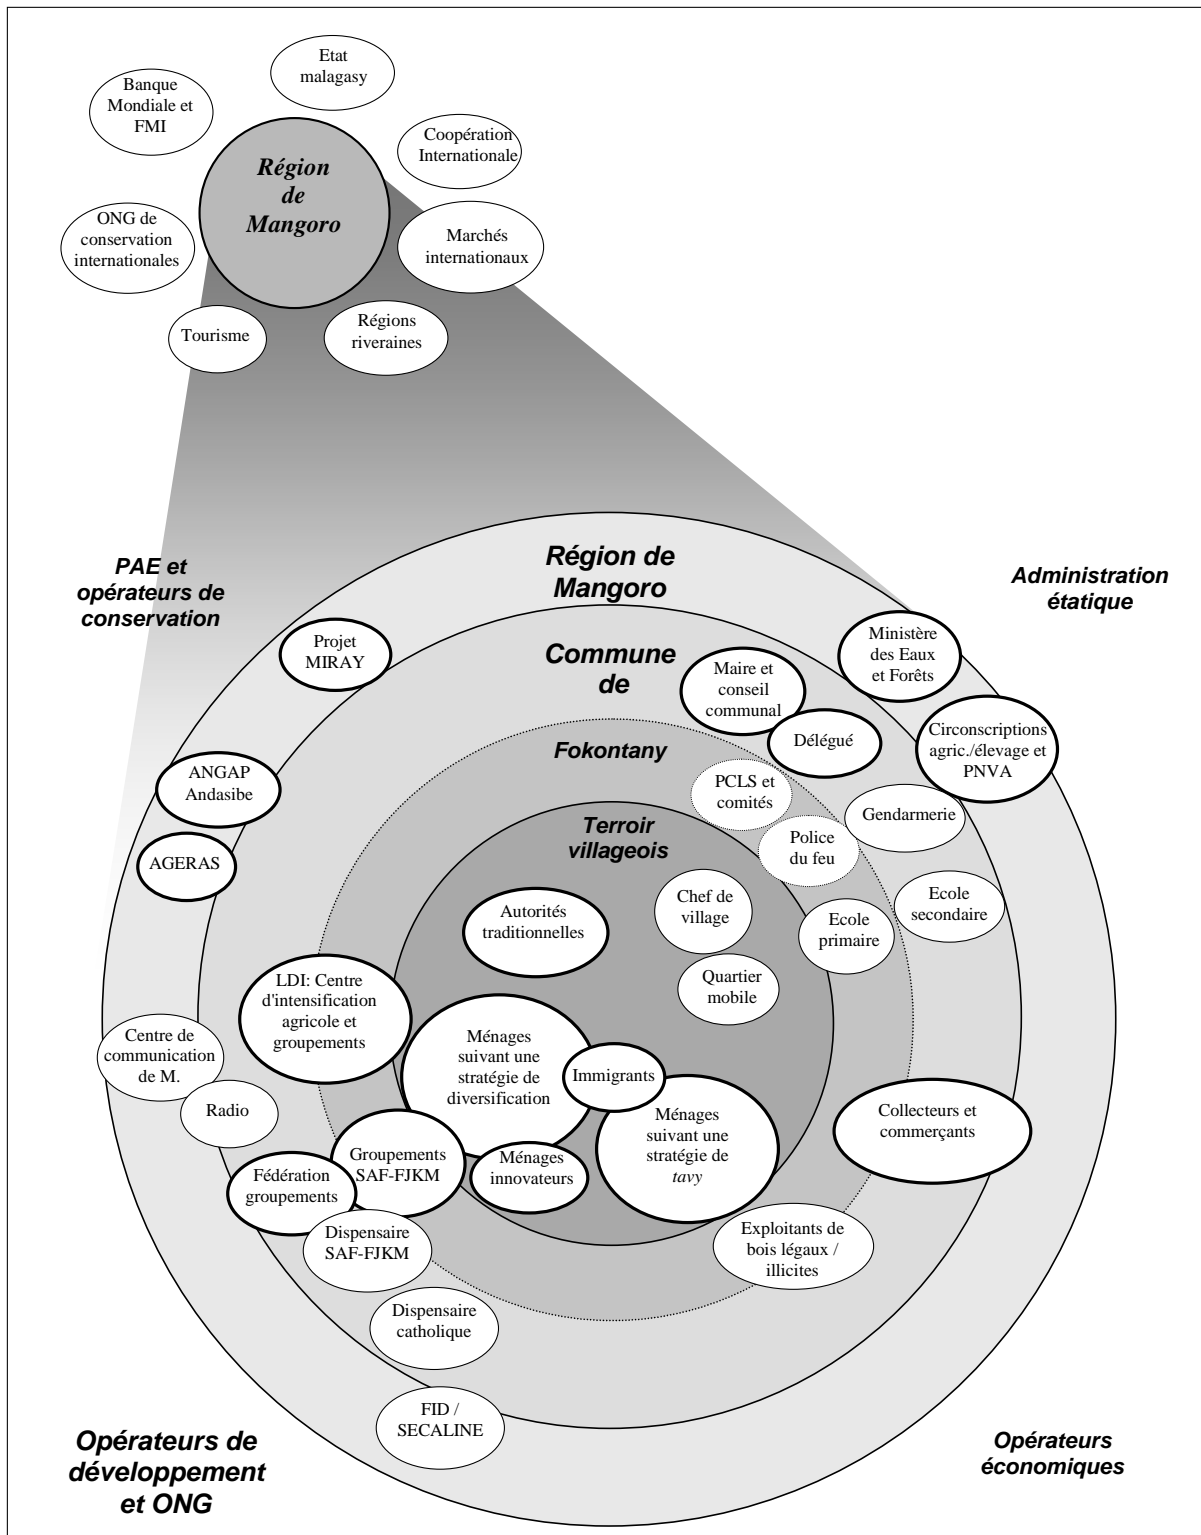 Etat
malagasy
Banque
Mondiale et
FMI
Coopération
Internationale
Région
de
Mangoro
ONG de
conservation
internationales
Marchés
internationaux
Tourisme
Régions
riveraines
PAE et
opérateurs de
conservation
Région de
Mangoro
Administration
étatique
Projet
MIRAY
Commune
de
Maire et
conseil
communal
Ministère
des Eaux
et Forêts
Délégué
Circonscriptions
agric./élevage et
PNVA
Fokontany
ANGAP
Andasibe
PCLS et
comités
Gendarmerie
Terroir
villageois
Police
du feu
AGERAS
Chef de
village
Ecole
secondaire
Autorités
traditionnelles
Ecole
primaire
Quartier
mobile
LDI: Centre
d'intensification
agricole et
groupements
Centre de
communication
de M.
Ménages
suivant une
stratégie de
diversification
Immigrants
Radio
Ménages
suivant une
stratégie de
tavy
Collecteurs et
commerçants
Groupements
SAF-FJKM
Ménages
innovateurs
Fédération
groupements
Dispensaire
SAF-FJKM
Exploitants de
bois légaux /
illicites
Dispensaire
catholique
FID /
SECALINE
Opérateurs de
développement
et ONG
Opérateurs
économiques